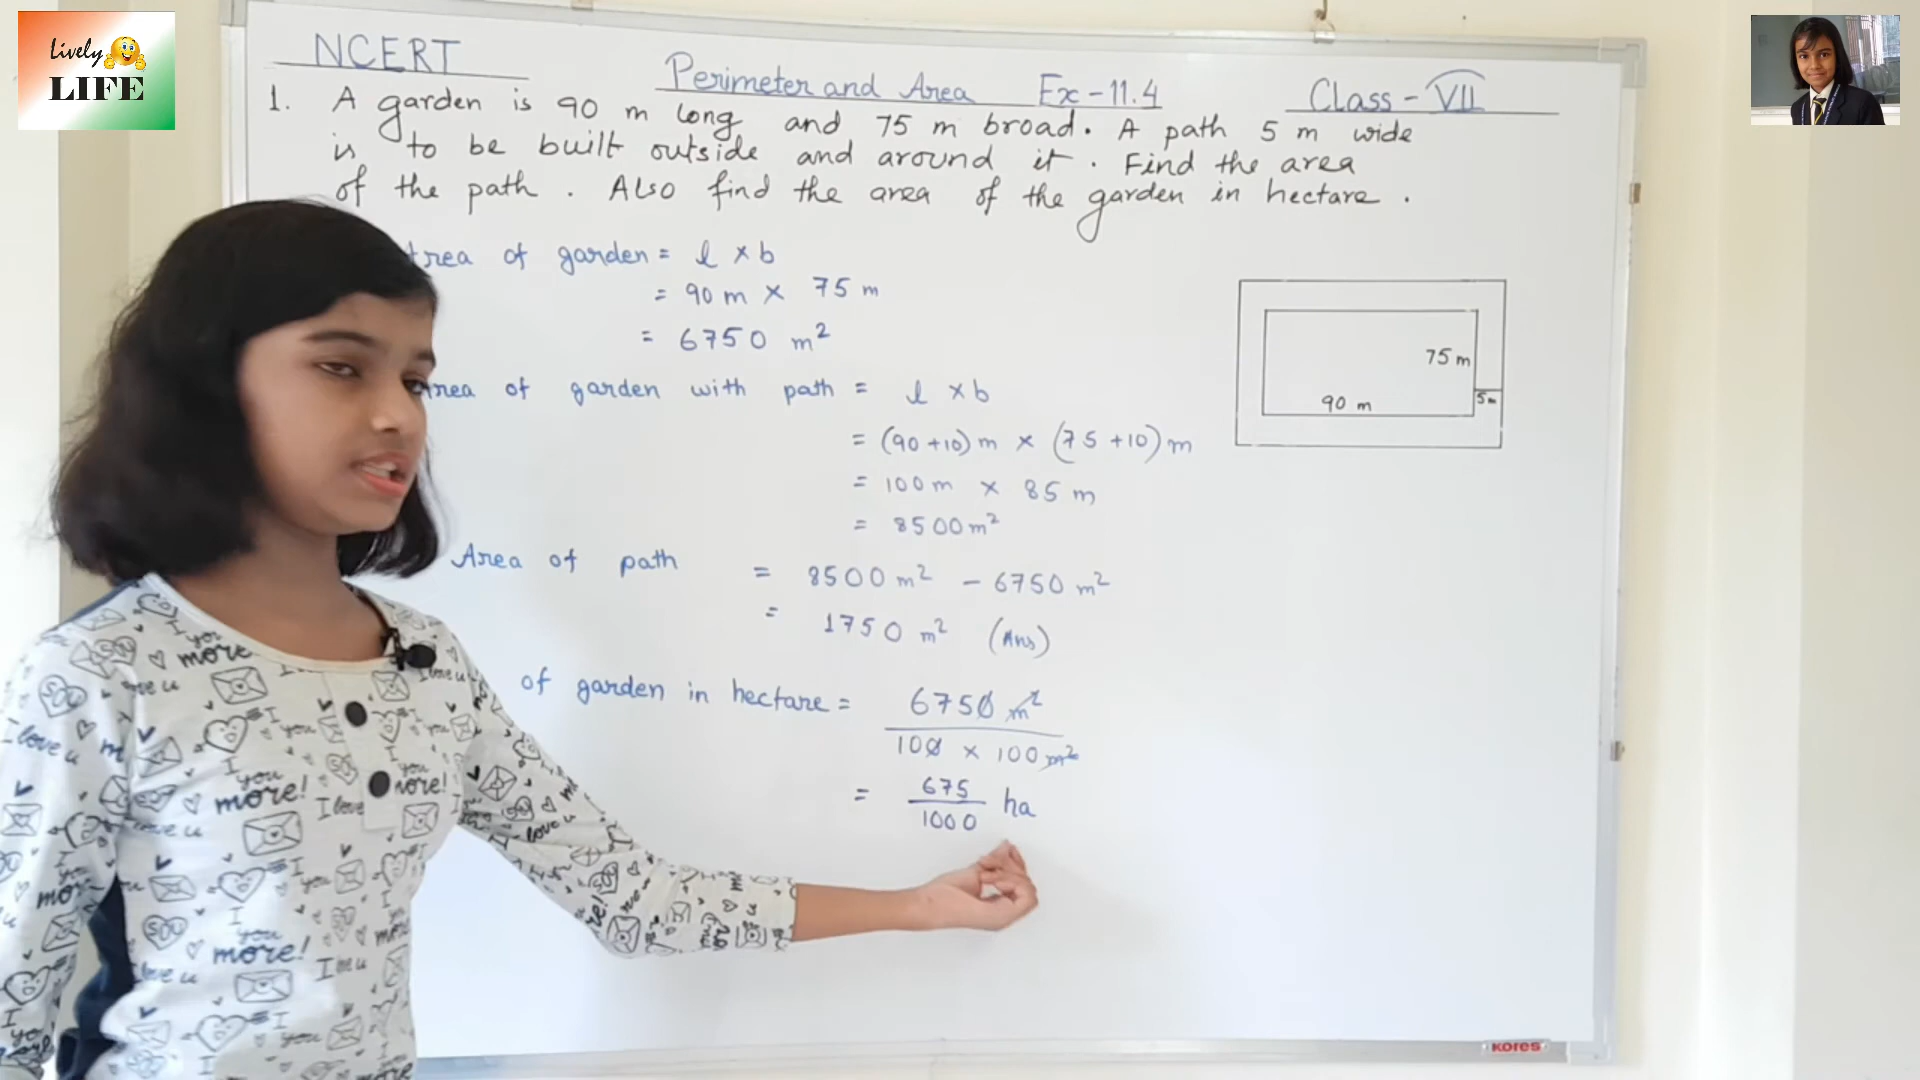 Lively
LIFE
NCERT
Perimeter and Area Ex-11.4
Class - VII
1. A garden is 90 m long and 75 m broad. A path 5 m wide
is to be built outside and around it. Find the area
of the path. Also find the area of the garden in hectare.
Area of garden = l × b
= 90 m × 75 m
= 6750 m²
Area of garden with path = l × b
= (90+10) m × (75+10) m
= 100 m × 85 m
= 8500 m²
Area of path = 8500 m² - 6750 m²
= 1750 m² (Ans)
of garden in hectare = 6750 m²
100 × 100 m²
= 675
1000 ha
75 m
5 m
90 m
kores